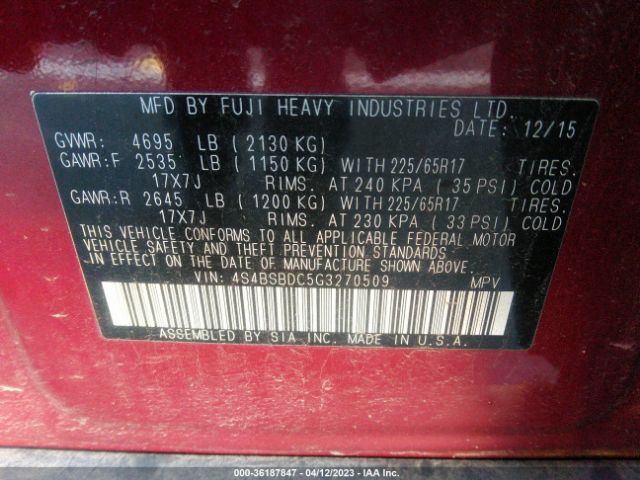 MFD BY FUJI HEAVY INDUSTRIES LTD.
DATE: 12/15
GVWR: 4695 LB (2130 KG)
GAWR:F 2535 LB (1150 KG) WITH 225/65R17 TIRES.
17X7J RIMS. AT 240 KPA (35 PSI) COLD
GAWR:R 2645 LB (1200 KG) WITH 225/65R17 TIRES.
17X7J RIMS. AT 230 KPA (33 PSI) COLD
THIS VEHICLE CONFORMS TO ALL APPLICABLE FEDERAL MOTOR
VEHICLE SAFETY AND THEFT PREVENTION STANDARDS
IN EFFECT ON THE DATE OF MANUFACTURE SHOWN ABOVE.
VIN: 4S4BSBDC5G3270509 MPV
ASSEMBLED BY SIA IN U.S.A. MADE IN U.S.A.
000-36187847 - 04/12/2023 - IAA Inc.